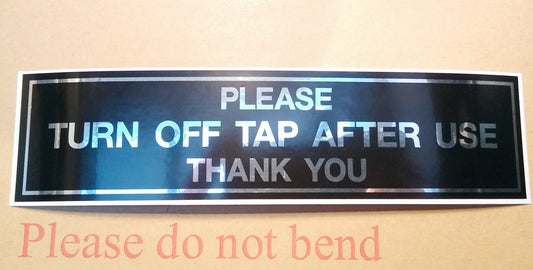 PLEASE
TURN OFF TAP AFTER USE
THANK YOU
Please do not bend